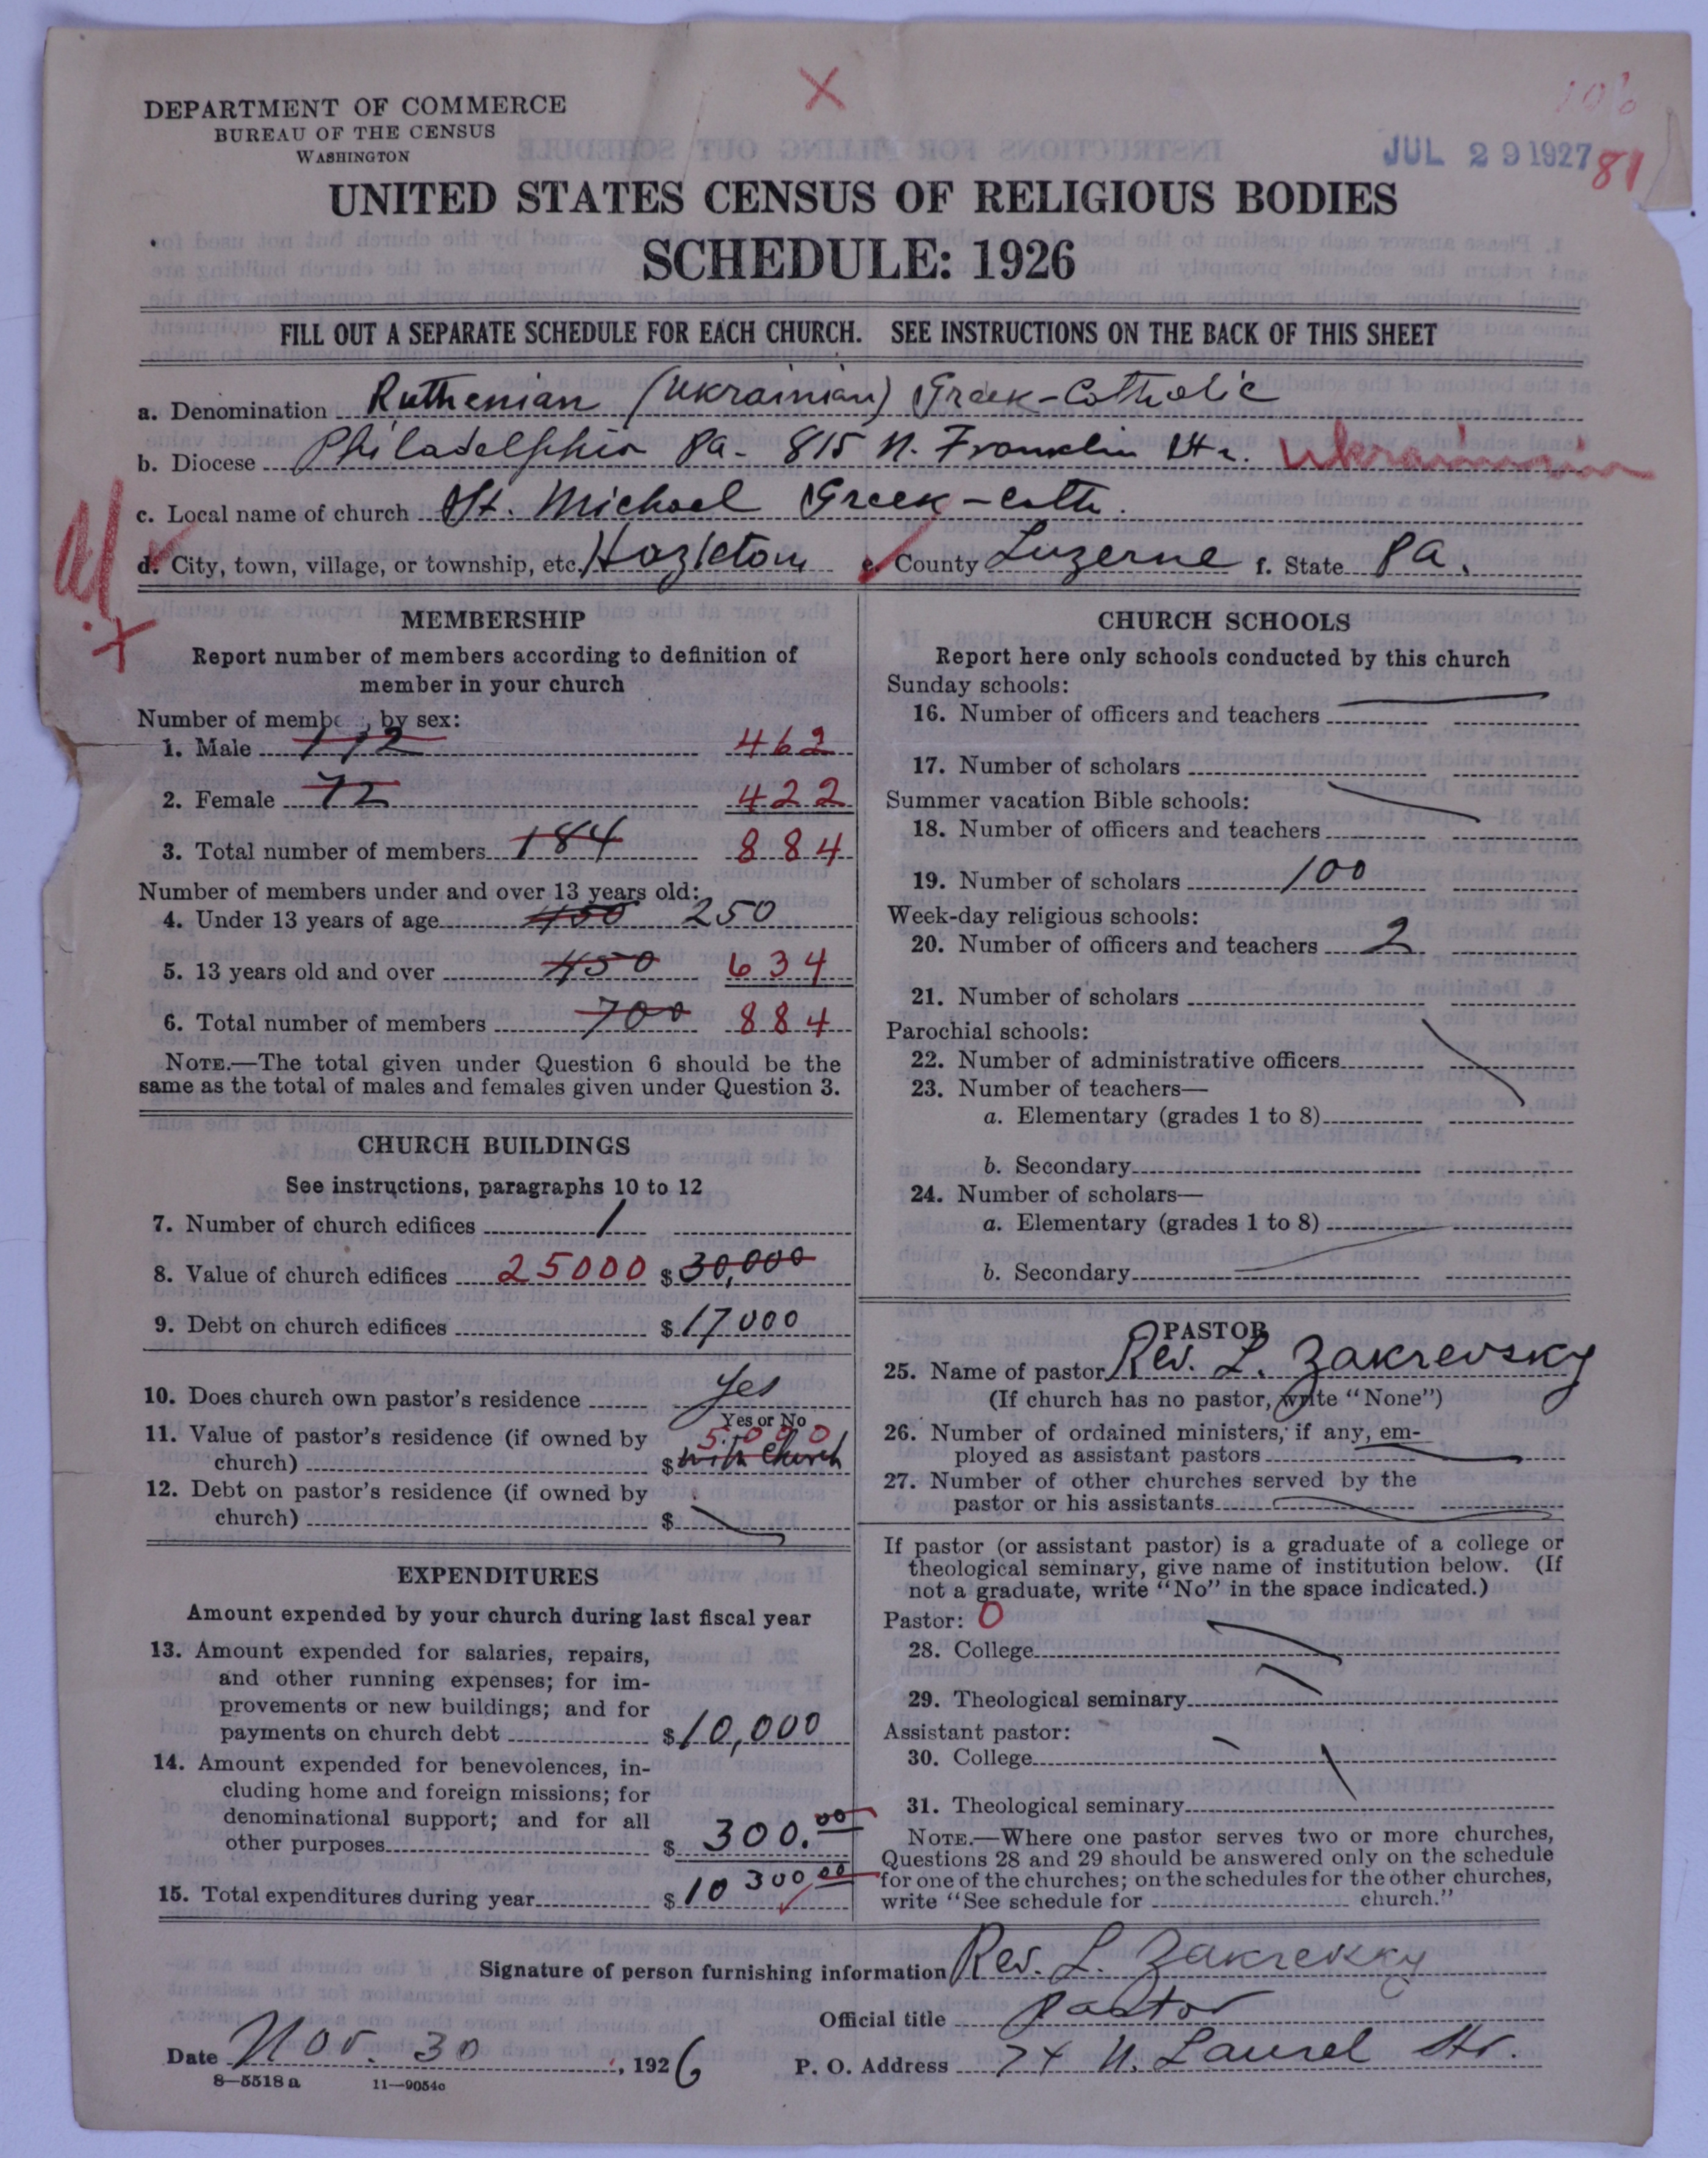 DEPARTMENT OF COMMERCE
BUREAU OF THE CENSUS
WASHINGTON
X
JUL 29 1927
81
UNITED STATES CENSUS OF RELIGIOUS BODIES
SCHEDULE: 1926
FILL OUT A SEPARATE SCHEDULE FOR EACH CHURCH. SEE INSTRUCTIONS ON THE BACK OF THIS SHEET
a. Denomination Ruthenian (Ukrainian) Greek-Catholic
b. Diocese Philadelphia Pa. 815 N. Franklin Str. Ukrainian
c. Local name of church St. Michael Greek-Cath.
d. City, town, village, or township, etc. Hazleton e. County Luzerne f. State Pa.
MEMBERSHIP
Report number of members according to definition of
member in your church
Number of membe , by sex:
1. Male 112 462
2. Female 72 422
3. Total number of members 184 884
Number of members under and over 13 years old:
4. Under 13 years of age 450 250
5. 13 years old and over 450 634
6. Total number of members 700 884
NOTE.—The total given under Question 6 should be the
same as the total of males and females given under Question 3.
CHURCH BUILDINGS
See instructions, paragraphs 10 to 12
7. Number of church edifices 1
8. Value of church edifices 25000 $30,000
9. Debt on church edifices $17000
10. Does church own pastor's residence Yes
Yes or No
11. Value of pastor's residence (if owned by 5000
church) $ with church
12. Debt on pastor's residence (if owned by
church) $
EXPENDITURES
Amount expended by your church during last fiscal year
13. Amount expended for salaries, repairs,
and other running expenses; for im-
provements or new buildings; and for
payments on church debt $10,000
14. Amount expended for benevolences, in-
cluding home and foreign missions; for
denominational support; and for all
other purposes $ 300.00
15. Total expenditures during year $10 300 00
CHURCH SCHOOLS
Report here only schools conducted by this church
Sunday schools:
16. Number of officers and teachers
17. Number of scholars
Summer vacation Bible schools:
18. Number of officers and teachers
19. Number of scholars 100
Week-day religious schools:
20. Number of officers and teachers 2
21. Number of scholars
Parochial schools:
22. Number of administrative officers
23. Number of teachers—
a. Elementary (grades 1 to 8)
b. Secondary
24. Number of scholars—
a. Elementary (grades 1 to 8)
b. Secondary
PASTOR
25. Name of pastor Rev. L. Zakrevsky
(If church has no pastor, write "None")
26. Number of ordained ministers, if any, em-
ployed as assistant pastors
27. Number of other churches served by the
pastor or his assistants
If pastor (or assistant pastor) is a graduate of a college or
theological seminary, give name of institution below. (If
not a graduate, write "No" in the space indicated.)
Pastor: 0
28. College
29. Theological seminary
Assistant pastor:
30. College
31. Theological seminary
NOTE.—Where one pastor serves two or more churches,
Questions 28 and 29 should be answered only on the schedule
for one of the churches; on the schedules for the other churches,
write "See schedule for church."
Signature of person furnishing information Rev. L. Zakrevsky
Official title pastor
Date Nov. 30, 1926 P. O. Address 74 N. Laurel Str.
8—5518 a 11—9054c